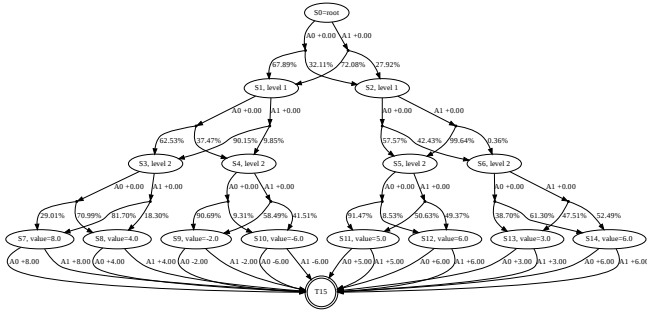 S0=root
A0 +0.00 A1 +0.00
67.89% 32.11% 72.08% 27.92%
S1, level 1 S2, level 1
A0 +0.00 A1 +0.00 A0 +0.00 A1 +0.00
62.53% 37.47% 90.15% 9.85% 57.57% 42.43% 99.64% 0.36%
S3, level 2 S4, level 2 S5, level 2 S6, level 2
A0 +0.00 A1 +0.00 A0 +0.00 A1 +0.00 A0 +0.00 A1 +0.00 A0 +0.00 A1 +0.00
29.01% 70.99% 81.70% 18.30% 90.69% 9.31% 58.49% 41.51% 91.47% 8.53% 50.63% 49.37% 38.70% 61.30% 47.51% 52.49%
S7, value=8.0 S8, value=4.0 S9, value=-2.0 S10, value=-6.0 S11, value=5.0 S12, value=6.0 S13, value=3.0 S14, value=6.0
A0 +8.00 A1 +8.00 A0 +4.00 A1 +4.00 A0 -2.00 A1 -2.00 A0 -6.00 A1 -6.00 A0 +5.00 A1 +5.00 A0 +6.00 A1 +6.00 A0 +3.00 A1 +3.00 A0 +6.00 A1 +6.00
T15